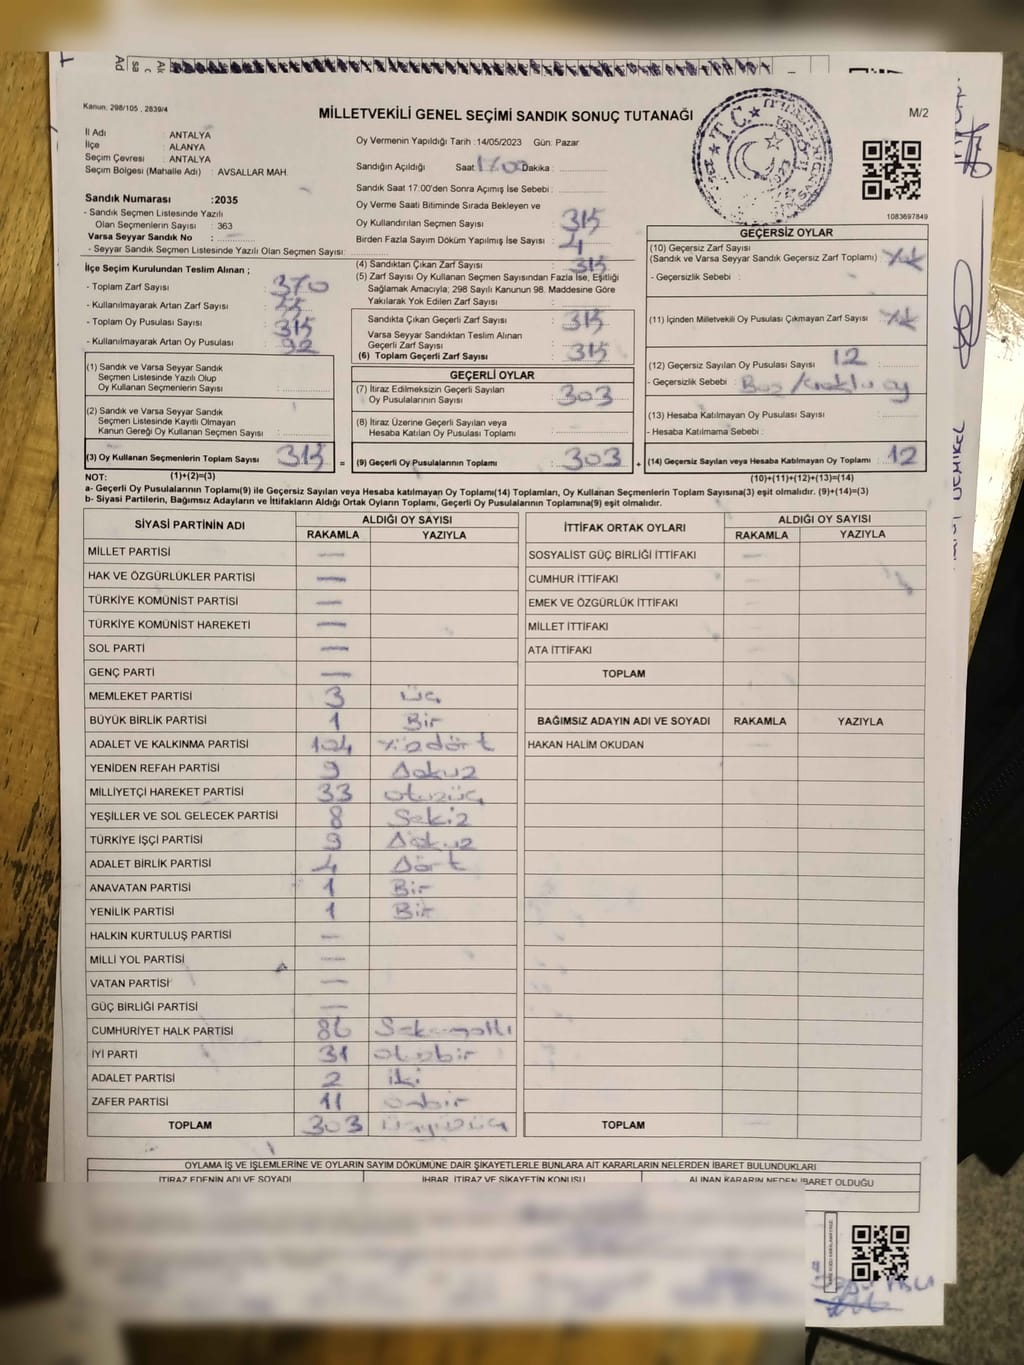 Kanun, 298/105 , 2839/4
MİLLETVEKİLİ GENEL SEÇİMİ SANDIK SONUÇ TUTANAĞI
M/2
İl Adı : ANTALYA
İlçe : ALANYA
Seçim Çevresi : ANTALYA
Seçim Bölgesi (Mahalle Adı) : AVSALLAR MAH.
Sandık Numarası :2035
- Sandık Seçmen Listesinde Yazılı
Olan Seçmenlerin Sayısı : 363
Varsa Seyyar Sandık No :
- Seyyar Sandık Seçmen Listesinde Yazılı Olan Seçmen Sayısı:
Oy Vermenin Yapıldığı Tarih :14/05/2023 Gün: Pazar
Sandığın Açıldığı Saat 17.00 Dakika :
Sandık Saat 17:00'den Sonra Açımış İse Sebebi :
Oy Verme Saati Bitiminde Sırada Bekleyen ve
Oy Kullandırılan Seçmen Sayısı : 315
Birden Fazla Sayım Döküm Yapılmış İse Sayısı : 4
T.C.
1083697849
İlçe Seçim Kurulundan Teslim Alınan ;
- Toplam Zarf Sayısı : 370
- Kullanılmayarak Artan Zarf Sayısı :
- Toplam Oy Pusulası Sayısı : 315
- Kullanılmayarak Artan Oy Pusulası : 92
(1) Sandık ve Varsa Seyyar Sandık
Seçmen Listesinde Yazılı Olup
Oy Kullanan Seçmenlerin Sayısı :
(2) Sandık ve Varsa Seyyar Sandık
Seçmen Listesinde Kayıtlı Olmayan
Kanun Gereği Oy Kullanan Seçmen Sayısı :
(3) Oy Kullanan Seçmenlerin Toplam Sayısı : 315 =
(4) Sandıktan Çıkan Zarf Sayısı : 315
(5) Zarf Sayısı Oy Kullanan Seçmen Sayısından Fazla İse, Eşitliği
Sağlamak Amacıyla; 298 Sayılı Kanunun 98. Maddesine Göre
Yakılarak Yok Edilen Zarf Sayısı :
Sandıkta Çıkan Geçerli Zarf Sayısı : 315
Varsa Seyyar Sandıktan Teslim Alınan
Geçerli Zarf Sayısı :
(6) Toplam Geçerli Zarf Sayısı : 315
GEÇERLİ OYLAR
(7) İtiraz Edilmeksizin Geçerli Sayılan
Oy Pusulalarının Sayısı : 303
(8) İtiraz Üzerine Geçerli Sayılan veya
Hesaba Katılan Oy Pusulası Toplamı :
(9) Geçerli Oy Pusulalarının Toplamı : 303 +
GEÇERSİZ OYLAR
(10) Geçersiz Zarf Sayısı
(Sandık ve Varsa Seyyar Sandık Geçersiz Zarf Toplamı) : Yok
- Geçersizlik Sebebi :
(11) İçinden Milletvekili Oy Pusulası Çıkmayan Zarf Sayısı : Yok
(12) Geçersiz Sayılan Oy Pusulası Sayısı : 12
- Geçersizlik Sebebi : Boş/
oy
(13) Hesaba Katılmayan Oy Pusulası Sayısı :
- Hesaba Katılmama Sebebi :
(14) Geçersiz Sayılan veya Hesaba Katılmayan Oy Toplamı : 12
NOT: (1)+(2)=(3) (10)+(11)+(12)+(13)=(14)
a- Geçerli Oy Pusulalarının Toplamı(9) ile Geçersiz Sayılan veya Hesaba katılmayan Oy Toplamı(14) Toplamları, Oy Kullanan Seçmenlerin Toplam Sayısına(3) eşit olmalıdır. (9)+(14)=(3)
b- Siyasi Partilerin, Bağımsız Adayların ve İttifakların Aldığı Ortak Oyların Toplamı, Geçerli Oy Pusulalarının Toplamına(9) eşit olmalıdır.
SİYASİ PARTİNİN ADI ALDIĞI OY SAYISI
RAKAMLA YAZIYLA
MİLLET PARTİSİ —
HAK VE ÖZGÜRLÜKLER PARTİSİ —
TÜRKİYE KOMÜNİST PARTİSİ —
TÜRKİYE KOMÜNİST HAREKETİ —
SOL PARTİ —
GENÇ PARTİ —
MEMLEKET PARTİSİ 3 üç
BÜYÜK BİRLİK PARTİSİ 1 Bir
ADALET VE KALKINMA PARTİSİ 104 yüzdört
YENİDEN REFAH PARTİSİ 9 Dokuz
MİLLİYETÇİ HAREKET PARTİSİ 33 otuzüç
YEŞİLLER VE SOL GELECEK PARTİSİ 8 Sekiz
TÜRKİYE İŞÇİ PARTİSİ 9 Dokuz
ADALET BİRLİK PARTİSİ 4 Dört
ANAVATAN PARTİSİ 1 Bir
YENİLİK PARTİSİ 1 Bir
HALKIN KURTULUŞ PARTİSİ —
MİLLİ YOL PARTİSİ —
VATAN PARTİSİ —
GÜÇ BİRLİĞİ PARTİSİ —
CUMHURİYET HALK PARTİSİ 86 Seksenaltı
İYİ PARTİ 31 otuzbir
ADALET PARTİSİ 2 iki
ZAFER PARTİSİ 11 onbir
TOPLAM 303 üçyüzüç
İTTİFAK ORTAK OYLARI ALDIĞI OY SAYISI
RAKAMLA YAZIYLA
SOSYALİST GÜÇ BİRLİĞİ İTTİFAKI —
CUMHUR İTTİFAKI —
EMEK VE ÖZGÜRLÜK İTTİFAKI —
MİLLET İTTİFAKI —
ATA İTTİFAKI —
TOPLAM
BAĞIMSIZ ADAYIN ADI VE SOYADI RAKAMLA YAZIYLA
HAKAN HALİM OKUDAN —
TOPLAM —
OYLAMA İŞ VE İŞLEMLERİNE VE OYLARIN SAYIM DÖKÜMÜNE DAİR ŞİKAYETLERLE BUNLARA AİT KARARLARIN NELERDEN İBARET BULUNDUKLARI
İTİRAZ EDENİN ADI VE SOYADI İHBAR, İTİRAZ VE ŞİKAYETİN KONUSU ALINAN KARARIN NEDEN İBARET OLDUĞU